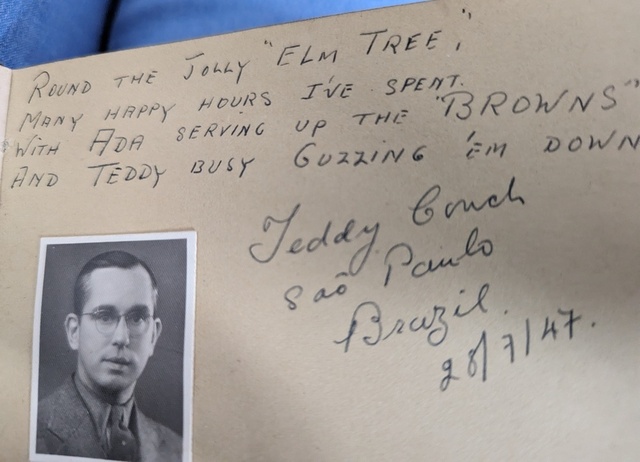 ROUND THE JOLLY "ELM TREE,"
MANY HAPPY HOURS I'VE SPENT.
WITH ADA SERVING UP THE "BROWNS"
AND TEDDY BUSY GUZZING 'EM DOWN
Teddy Couch
Saõ Paulo
Brazil.
28/7/47.